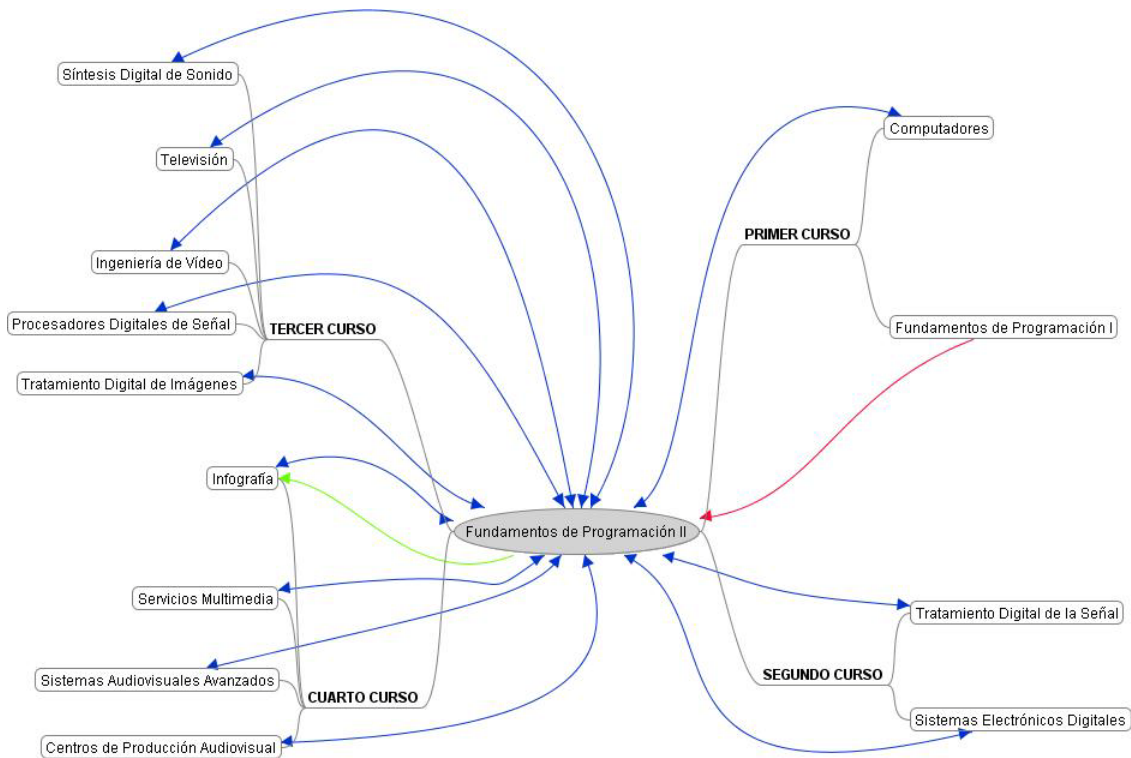 Síntesis Digital de Sonido
Televisión
Ingeniería de Vídeo
Procesadores Digitales de Señal
TERCER CURSO
Tratamiento Digital de Imágenes
Infografía
Servicios Multimedia
Sistemas Audiovisuales Avanzados
CUARTO CURSO
Centros de Producción Audiovisual
Fundamentos de Programación II
Computadores
PRIMER CURSO
Fundamentos de Programación I
Tratamiento Digital de la Señal
SEGUNDO CURSO
Sistemas Electrónicos Digitales